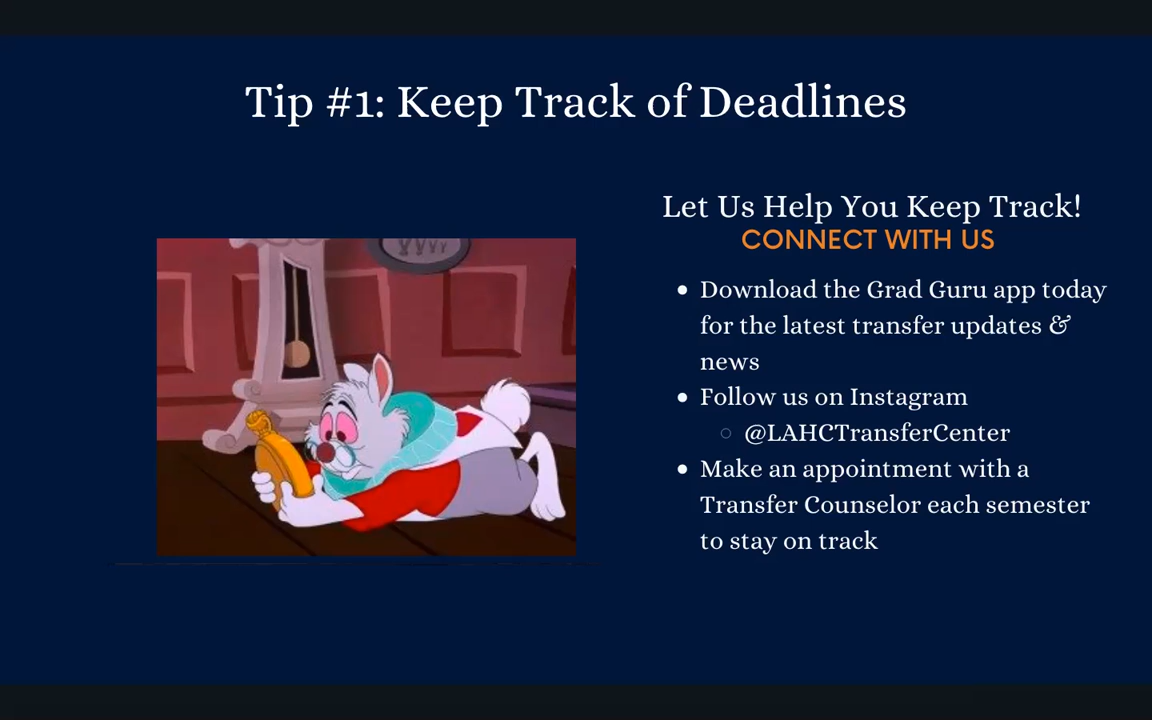 Tip #1: Keep Track of Deadlines
Let Us Help You Keep Track!
CONNECT WITH US
• Download the Grad Guru app today
for the latest transfer updates &
news
• Follow us on Instagram
○ @LAHCTransferCenter
• Make an appointment with a
Transfer Counselor each semester
to stay on track